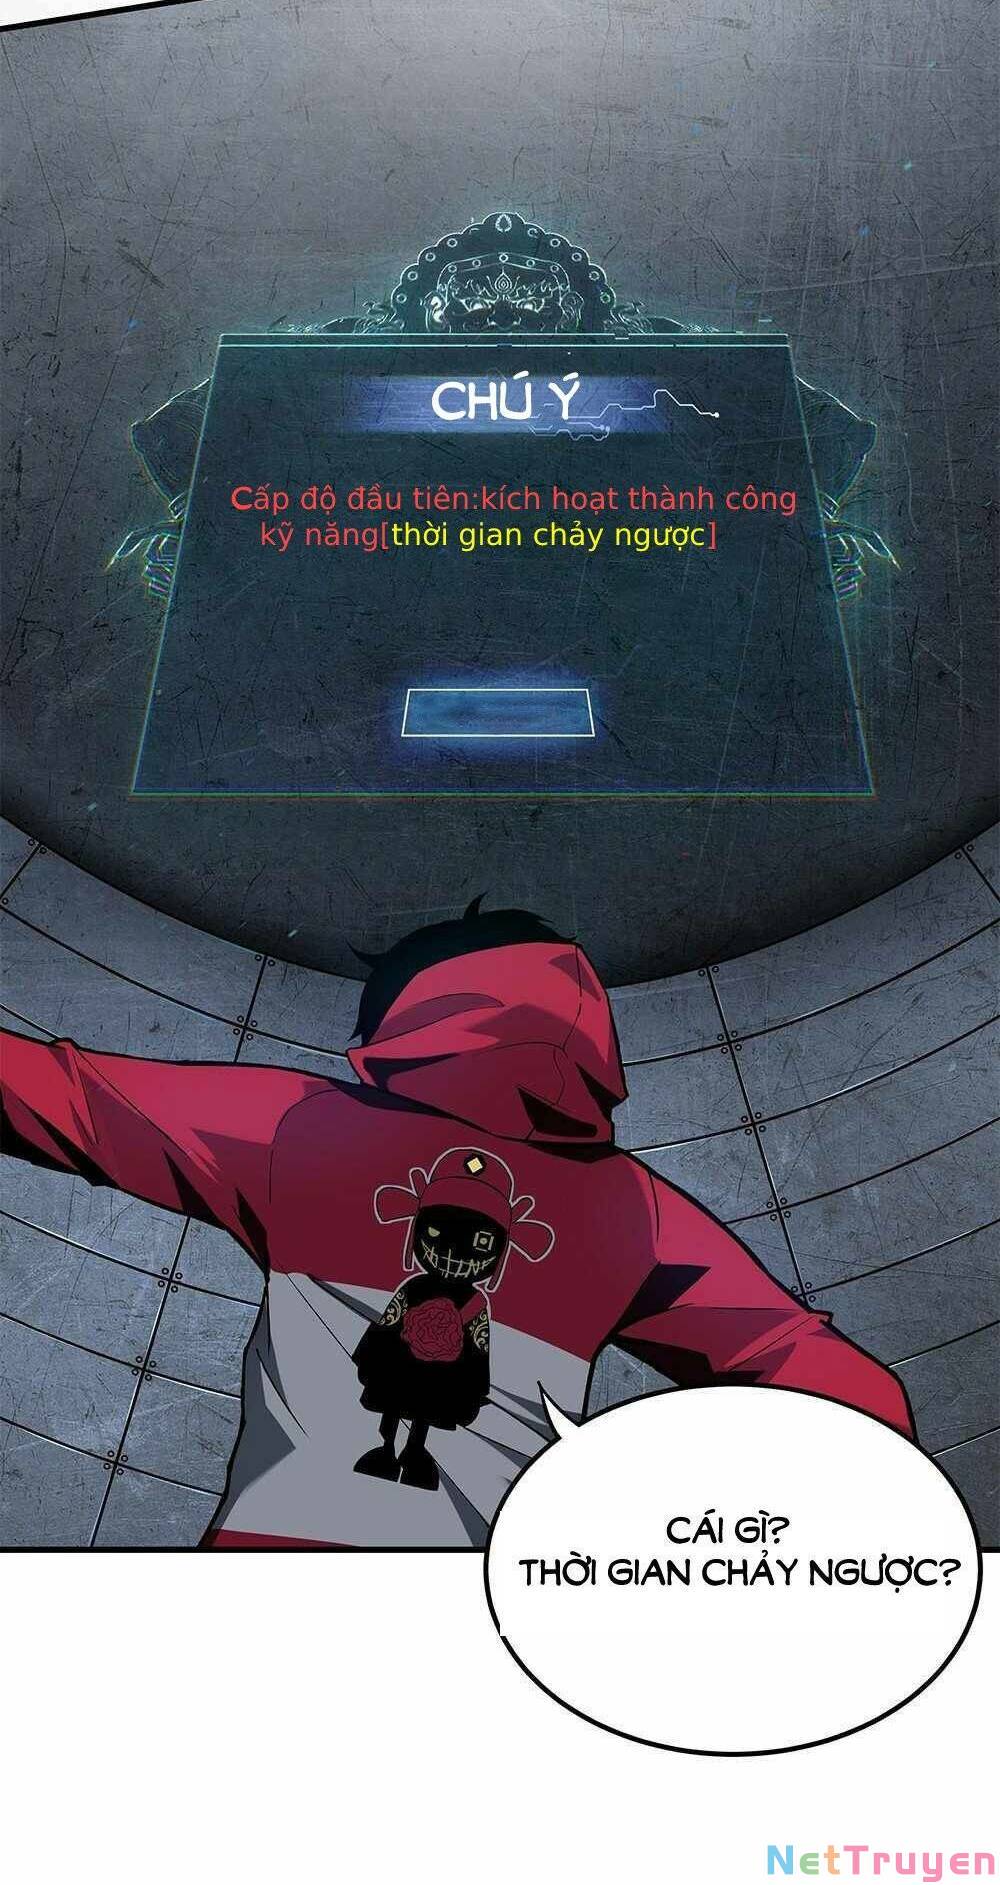 CHÚ Ý
Cấp độ đầu tiên:kích hoạt thành công
kỹ năng[thời gian chảy ngược]
CÁI GÌ?
THỜI GIAN CHẢY NGƯỢC?
NetTruyen